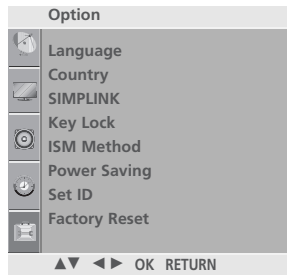 Option
Language
Country
SIMPLINK
Key Lock
ISM Method
Power Saving
Set ID
Factory Reset
▲▼ ◄► OK RETURN